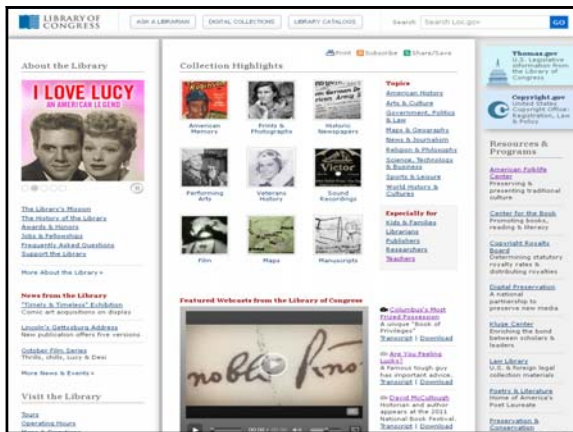 LIBRARY OF
CONGRESS
ASK A LIBRARIAN
DIGITAL COLLECTIONS
LIBRARY CATALOGS
Search
Search Loc.gov
GO
Print
Subscribe
Share/Save
About the Library
I LOVE LUCY
AN AMERICAN LEGEND
The Library's Mission
The History of the Library
Awards & Honors
Jobs & Fellowships
Frequently Asked Questions
Support the Library
More About the Library »
News from the Library
"Timely & Timeless" Exhibition
Comic art acquisitions on display
Lincoln's Gettysburg Address
New publication offers five versions
October Film Series
Thrills, chills, Lucy & Desi
More News & Events »
Visit the Library
Tours
Operating Hours
Collection Highlights
American
Memory
Prints &
Photographs
Historic
Newspapers
Performing
Arts
Veterans
History
Victor
Sound
Recordings
Film
Maps
Manuscripts
Topics
American History
Arts & Culture
Government, Politics
& Law
Maps & Geography
News & Journalism
Religion & Philosophy
Science, Technology
& Business
Sports & Leisure
World History &
Cultures
Especially for
Kids & Families
Librarians
Publishers
Researchers
Teachers
Featured Webcasts from the Library of Congress
Columbus's Most
Prized Possession
A unique "Book of
Privileges"
Transcript | Download
Are You Feeling
Lucky?
A famous tough guy
has important advice.
Transcript | Download
David McCullough
Historian and author
appears at the 2011
National Book Festival.
Transcript | Download
Thomas.gov
U.S. Legislative
information from
the Library of
Congress
Copyright.gov
United States
Copyright Office:
Registration, Law
& Policy
Resources &
Programs
American Folklife
Center
Preserving &
presenting traditional
culture
Center for the Book
Promoting books,
reading & literacy
Copyright Royalty
Board
Determining statutory
royalty rates &
distributing royalties
Digital Preservation
A national
partnership to
preserve new media
Kluge Center
Enriching the bond
between scholars &
leaders
Law Library
U.S. & foreign legal
collection materials
Poetry & Literature
Home of America's
Poet Laureate
Preservation &
Conservation